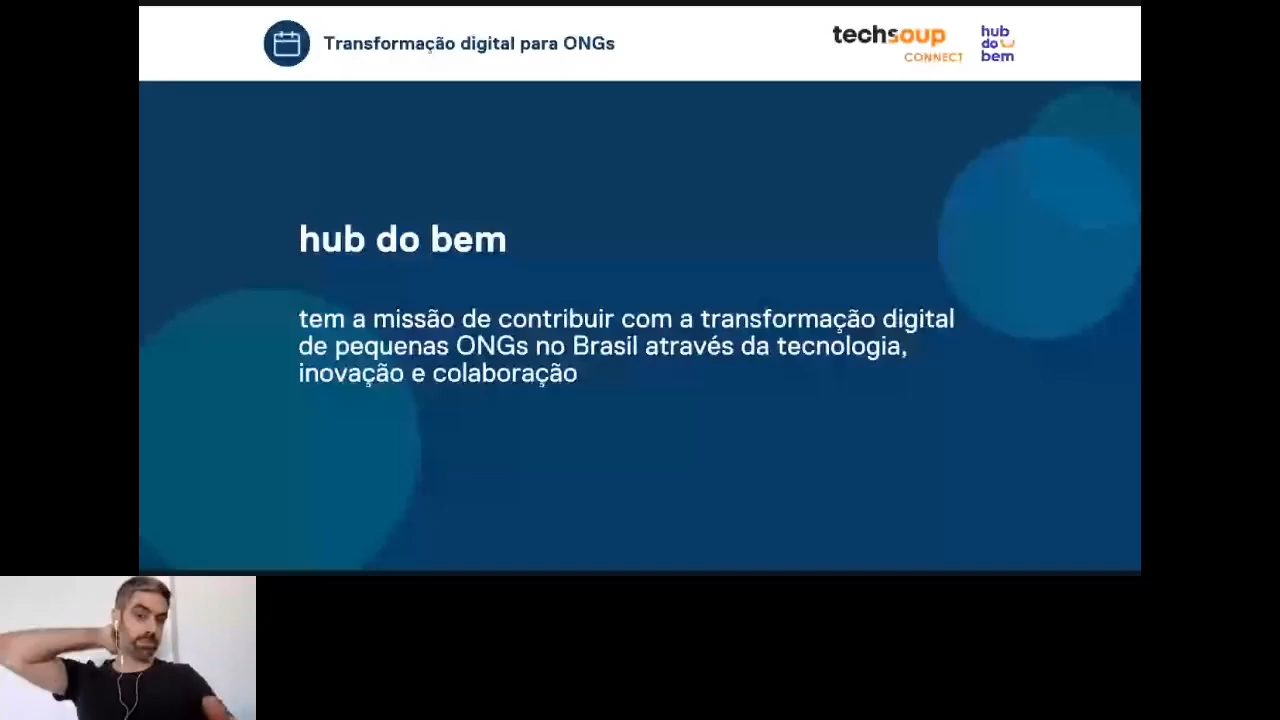 Transformação digital para ONGs
techsoup
CONNECT
hub
do
bem
hub do bem
tem a missão de contribuir com a transformação digital
de pequenas ONGs no Brasil através da tecnologia,
inovação e colaboração